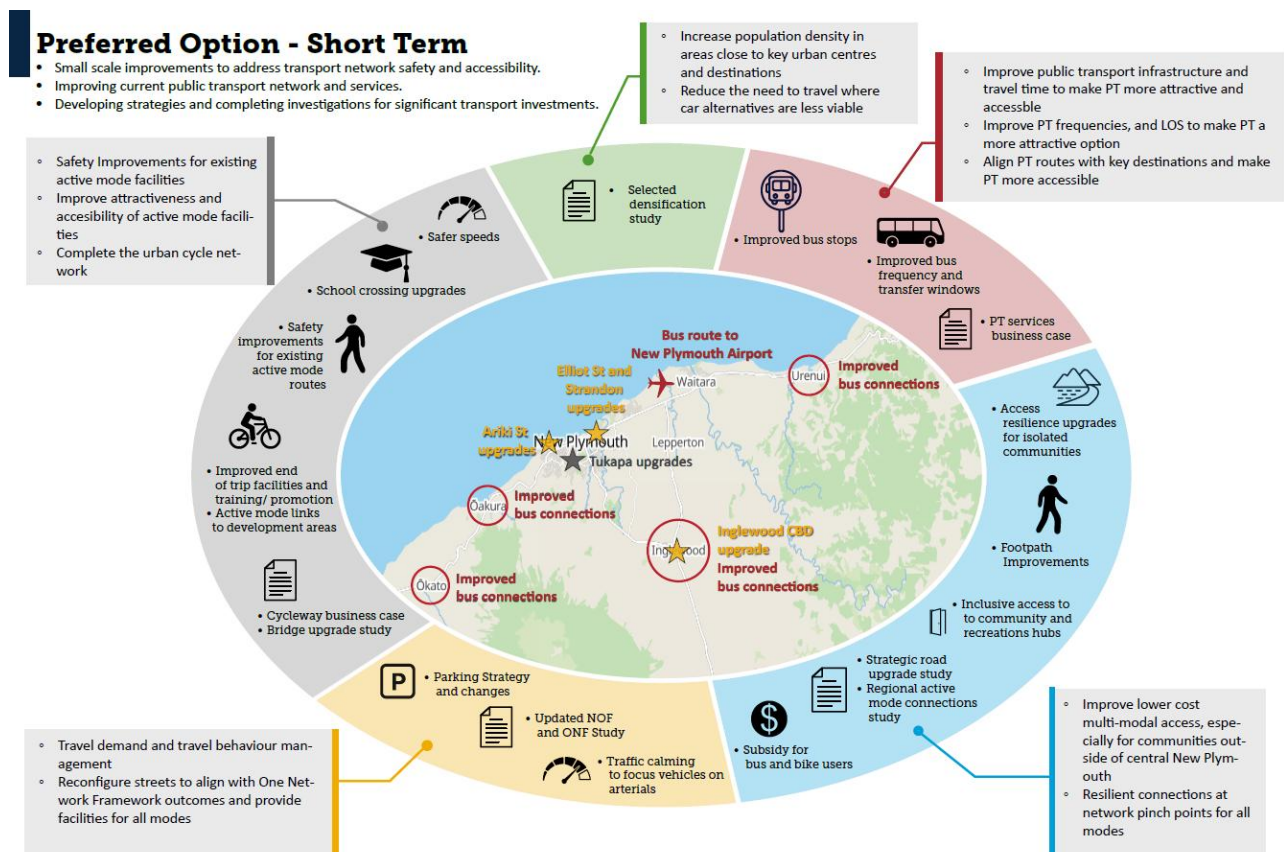 Preferred Option - Short Term
• Small scale improvements to address transport network safety and accessibility.
• Improving current public transport network and services.
• Developing strategies and completing investigations for significant transport investments.
◦ Increase population density in
areas close to key urban centres
and destinations
◦ Reduce the need to travel where
car alternatives are less viable
◦ Improve public transport infrastructure and
travel time to make PT more attractive and
accessble
◦ Improve PT frequencies, and LOS to make PT a
more attractive option
◦ Align PT routes with key destinations and make
PT more accessible
◦ Safety Improvements for existing
active mode facilities
◦ Improve attractiveness and
accesibility of active mode facili-
ties
◦ Complete the urban cycle net-
work
• Safer speeds
• School crossing upgrades
• Safety
improvements
for existing
active mode
routes
• Improved end
of trip facilities and
training/ promotion
• Active mode links
to development areas
• Cycleway business case
• Bridge upgrade study
• Selected
densification
study
• Improved bus stops
• Improved bus
frequency and
transfer windows
• PT services
business case
• Access
resilience upgrades
for isolated
communities
• Footpath
Improvements
• Inclusive access to
to community and
recreations hubs
• Strategic road
upgrade study
• Regional active
mode connections
study
• Subsidy for
bus and bike users
P
• Parking Strategy
and changes
• Updated NOF
and ONF Study
• Traffic calming
to focus vehicles on
arterials
Bus route to
New Plymouth Airport
Waitara
Urenui
Improved
bus connections
Elliot St and
Strandon
upgrades
Ariki St
upgrades
New Plymouth
Lepperton
Tukapa upgrades
Ōakura
Improved
bus connections
Inglewood
Inglewood CBD
upgrade
Improved
bus connections
Ōkato
Improved
bus connections
◦ Travel demand and travel behaviour man-
agement
◦ Reconfigure streets to align with One Net-
work Framework outcomes and provide
facilities for all modes
◦ Improve lower cost
multi-modal access, espe-
cially for communities out-
side of central New Plym-
outh
◦ Resilient connections at
network pinch points for all
modes